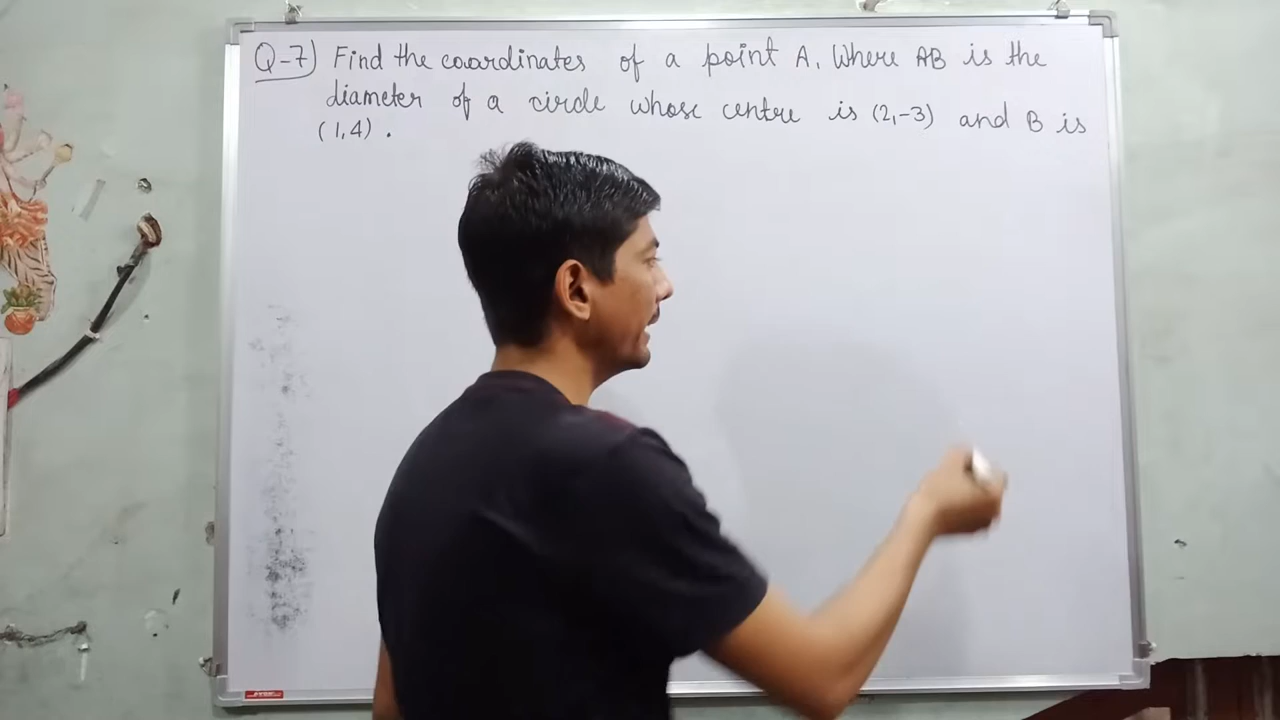 Q-7) Find the coordinates of a point A, Where AB is the
diameter of a circle whose centre is (2,-3) and B is
(1,4).